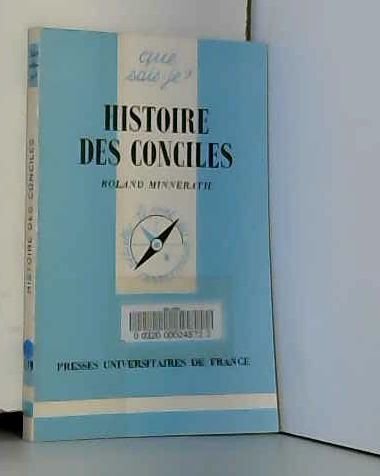 que
sais-je?
HISTOIRE
DES CONCILES
ROLAND MINNERATH
PRESSES UNIVERSITAIRES DE FRANCE
HISTOIRE DES CONCILES